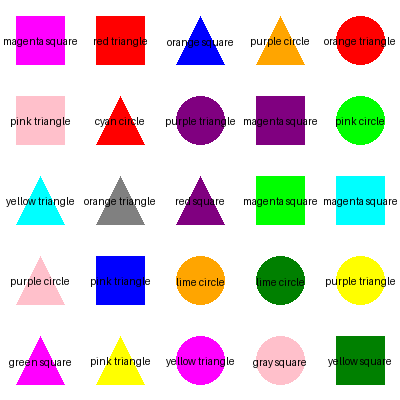 magenta square red triangle orange square purple circle orange triangle
pink triangle cyan circle purple triangle magenta square pink circle
yellow triangle orange triangle red square magenta square magenta square
purple circle pink triangle lime circle lime circle purple triangle
green square pink triangle yellow triangle gray square yellow square